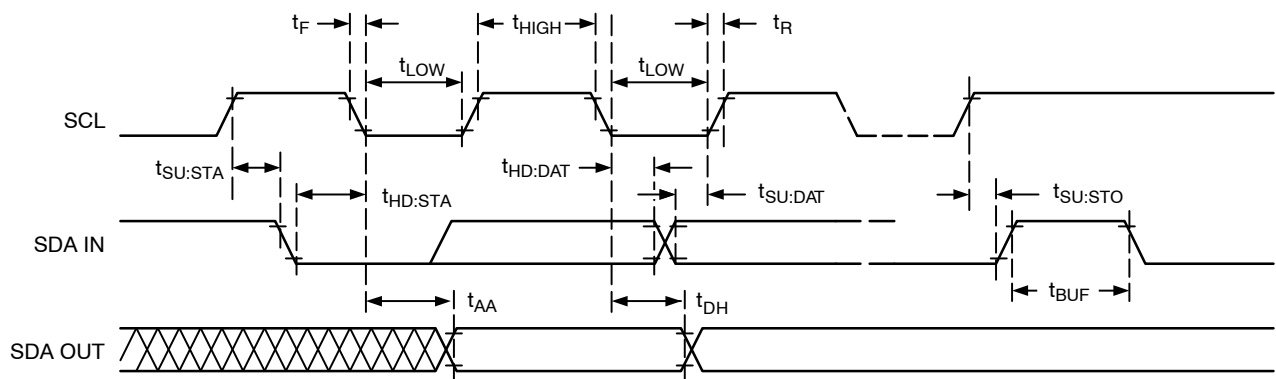 tF
tHIGH
tR
tLOW
tLOW
SCL
tSU:STA
tHD:STA
tHD:DAT
tSU:DAT
tSU:STO
SDA IN
tBUF
tAA
tDH
SDA OUT